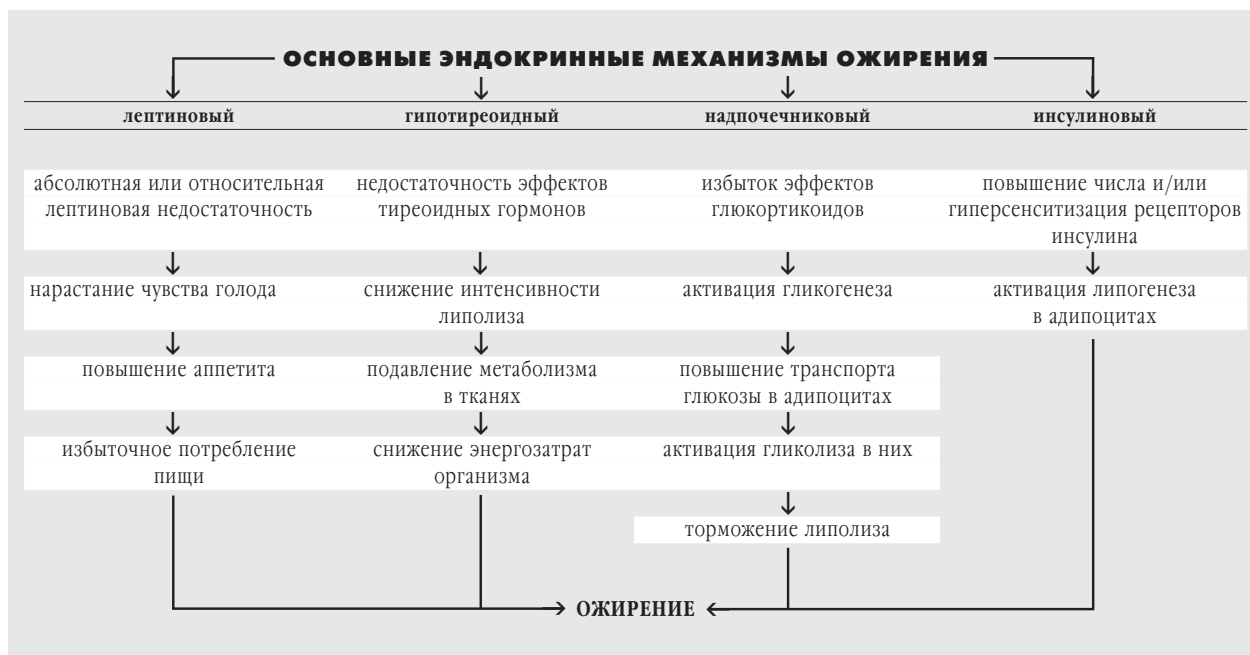 ОСНОВНЫЕ ЭНДОКРИННЫЕ МЕХАНИЗМЫ ОЖИРЕНИЯ
лептиновый
гипотиреоидный
надпочечниковый
инсулиновый
абсолютная или относительная
лептиновая недостаточность
недостаточность эффектов
тиреоидных гормонов
избыток эффектов
глюкортикоидов
повышение числа и/или
гиперсенситизация рецепторов
инсулина
нарастание чувства голода
снижение интенсивности
липолиза
активация гликогенеза
активация липогенеза
в адипоцитах
повышение аппетита
подавление метаболизма
в тканях
повышение транспорта
глюкозы в адипоцитах
избыточное потребление
пищи
снижение энергозатрат
организма
активация гликолиза в них
торможение липолиза
ОЖИРЕНИЕ